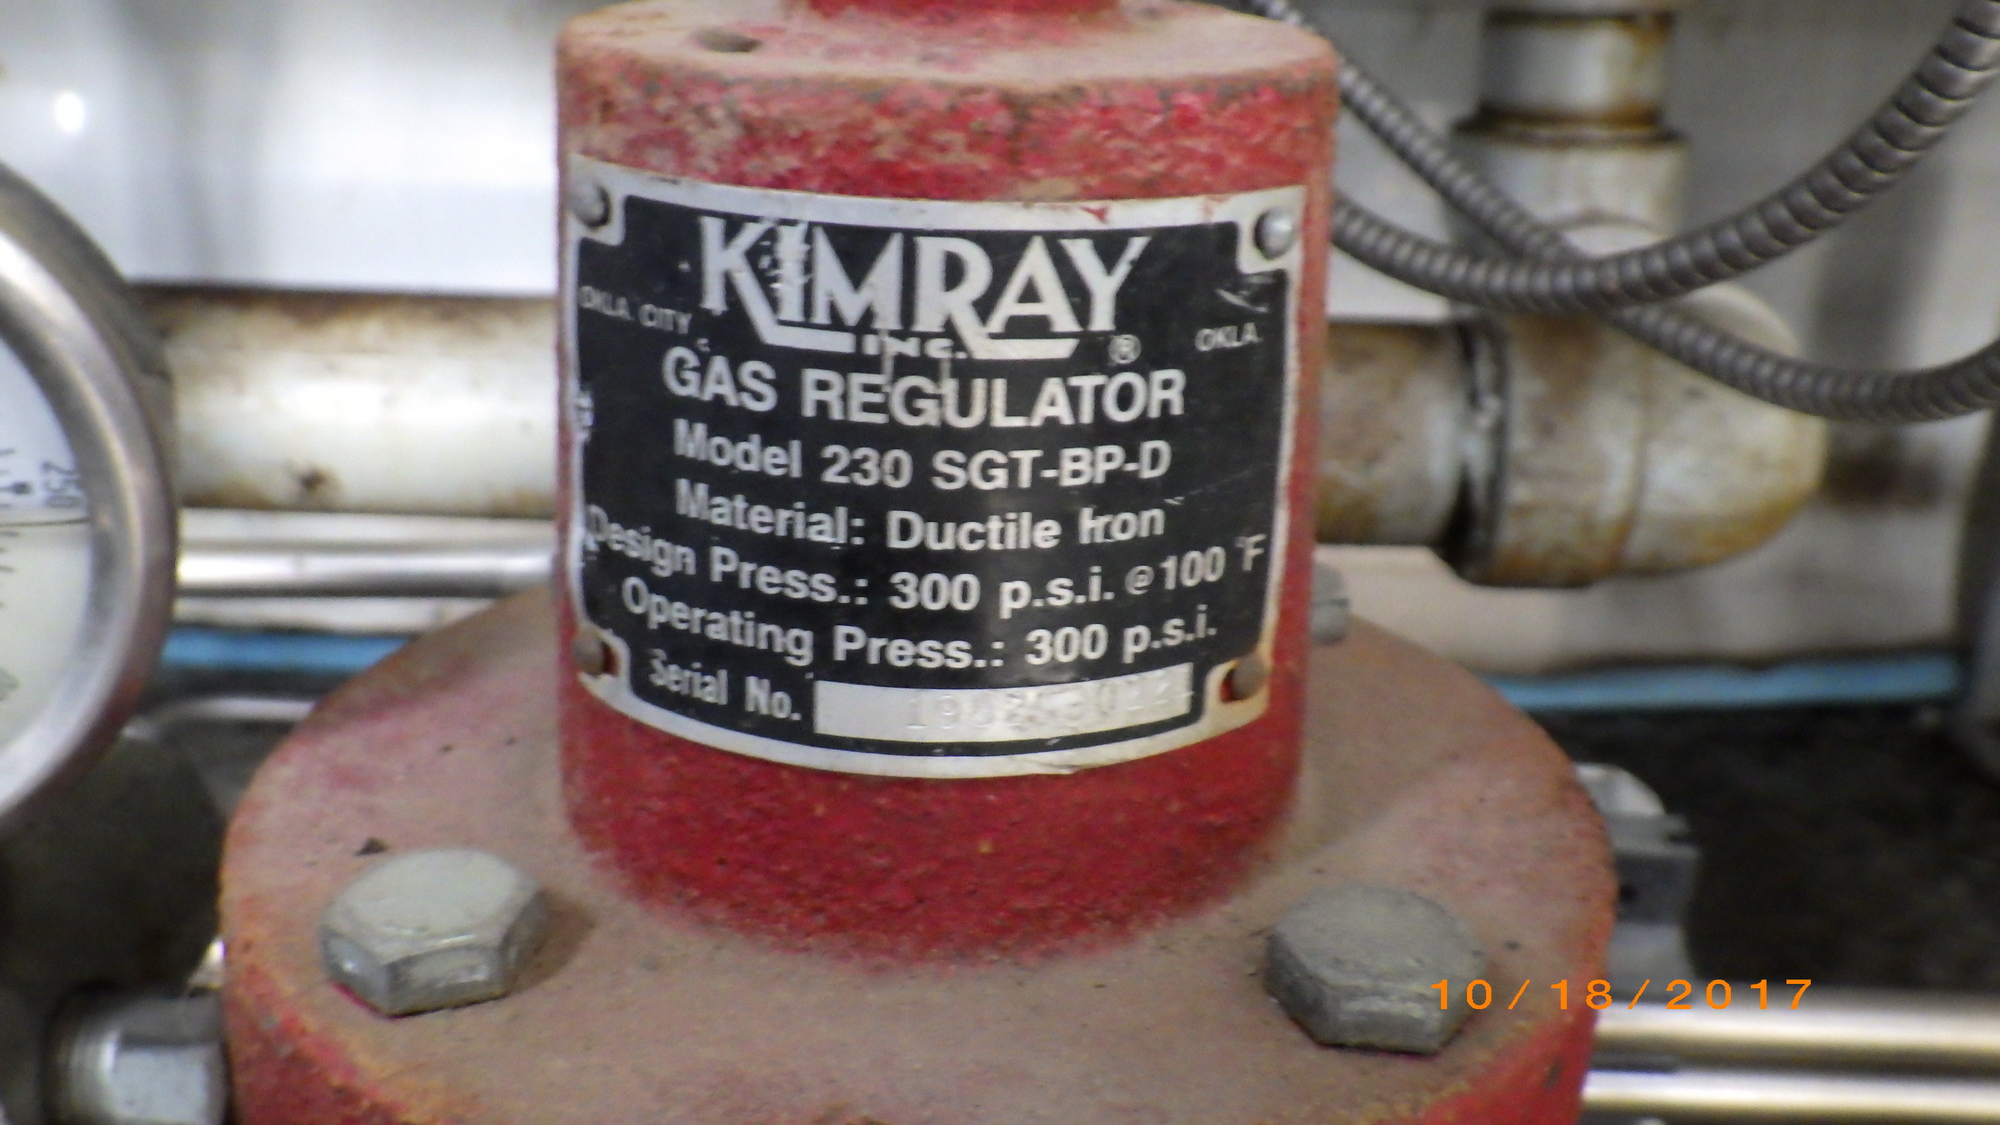 KIMRAY
INC. ®
OKLA. CITY OKLA.
GAS REGULATOR
Model 230 SGT-BP-D
Material: Ductile Iron
Design Press.: 300 p.s.i. @ 100 °F
Operating Press.: 300 p.s.i.
Serial No.
250
10/18/2017